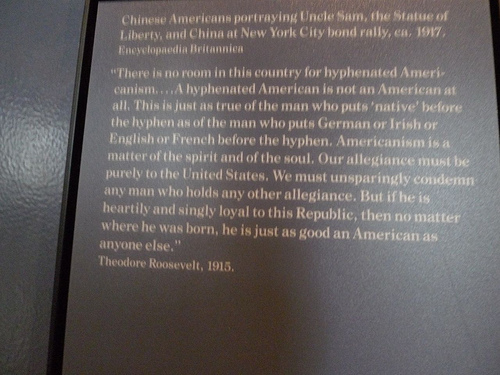 Chinese Americans portraying Uncle Sam, the Statue of
Liberty, and China at New York City bond rally, ca. 1917.
Encyclopaedia Britannica
"There is no room in this country for hyphenated Ameri-
canism. . . . A hyphenated American is not an American at
all. This is just as true of the man who puts 'native' before
the hyphen as of the man who puts German or Irish or
English or French before the hyphen. Americanism is a
matter of the spirit and of the soul. Our allegiance must be
purely to the United States. We must unsparingly condemn
any man who holds any other allegiance. But if he is
heartily and singly loyal to this Republic, then no matter
where he was born, he is just as good an American as
anyone else."
Theodore Roosevelt, 1915.